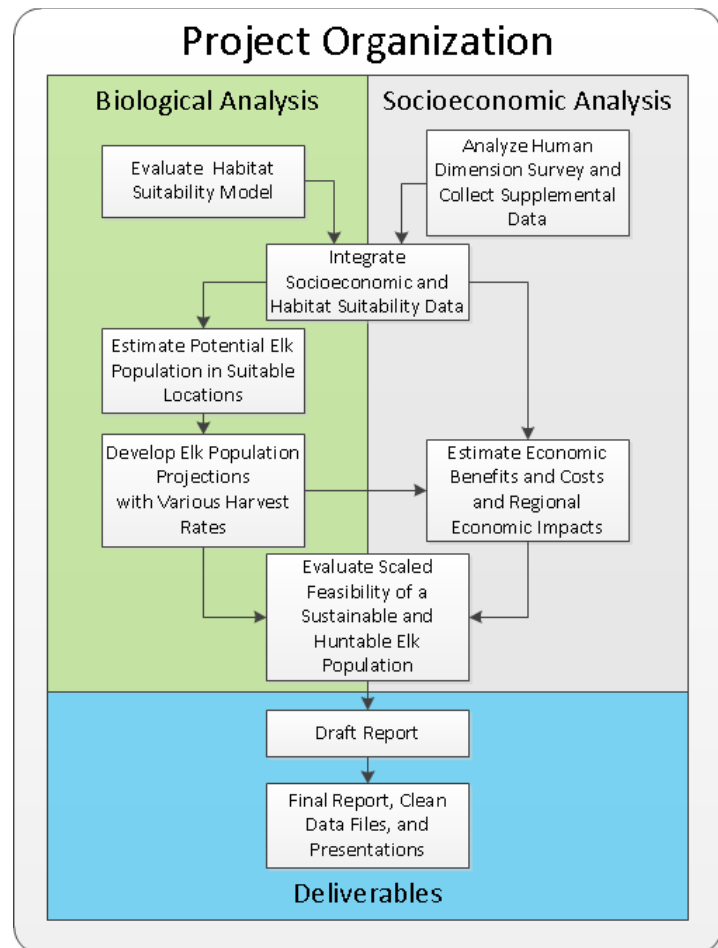 Project Organization
Biological Analysis
Socioeconomic Analysis
Evaluate Habitat
Suitability Model
Analyze Human
Dimension Survey and
Collect Supplemental
Data
Integrate
Socioeconomic and
Habitat Suitability Data
Estimate Potential Elk
Population in Suitable
Locations
Develop Elk Population
Projections
with Various Harvest
Rates
Estimate Economic
Benefits and Costs
and Regional
Economic Impacts
Evaluate Scaled
Feasibility of a
Sustainable and
Huntable Elk
Population
Draft Report
Final Report, Clean
Data Files, and
Presentations
Deliverables